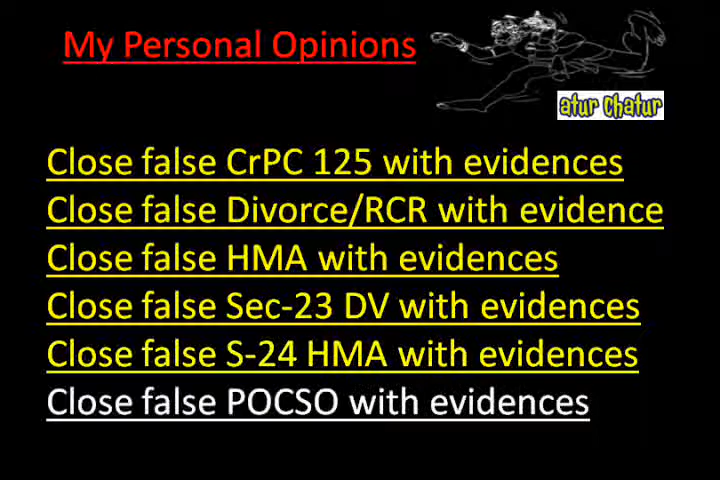 My Personal Opinions
atur Chatur
Close false CrPC 125 with evidences
Close false Divorce/RCR with evidence
Close false HMA with evidences
Close false Sec-23 DV with evidences
Close false S-24 HMA with evidences
Close false POCSO with evidences